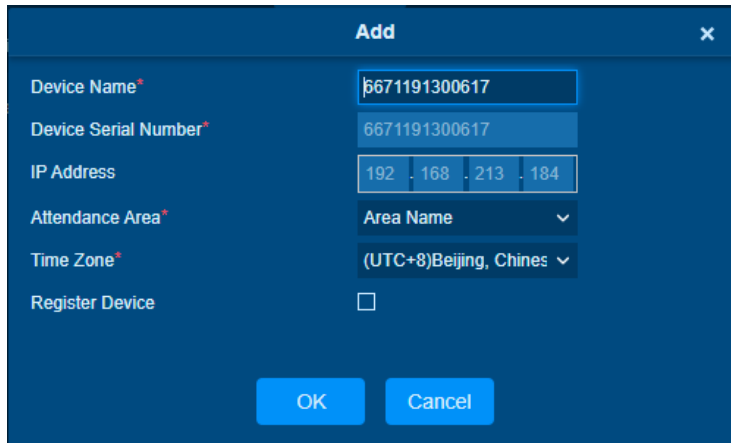 Add ×
Device Name* 6671191300617
Device Serial Number* 6671191300617
IP Address 192 . 168 . 213 . 184
Attendance Area* Area Name
Time Zone* (UTC+8)Beijing, Chines
Register Device
OK Cancel